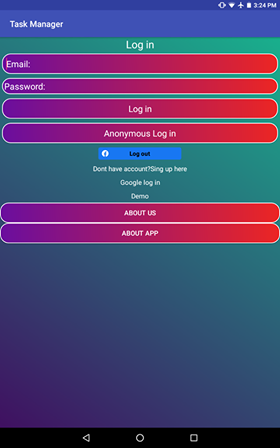 3:24 PM
Task Manager
Log in
Email:
Password:
Log in
Anonymous Log in
Log out
Dont have account?Sing up here
Google log in
Demo
ABOUT US
ABOUT APP